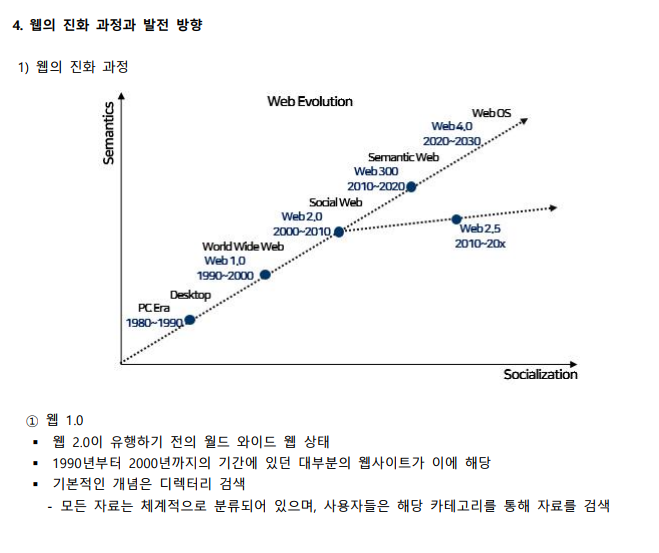 4. 웹의 진화 과정과 발전 방향
1) 웹의 진화 과정
Web Evolution
Semantics
Web OS
Web4,0
2020~2030
Semantic Web
Web300
2010~2020
Social Web
Web2,0
2000~2010
Web2,5
2010~20x
World Wide Web
Web 1,0
1990~2000
Desktop
PC Era
1980~1990
Socialization
① 웹 1.0
▪ 웹 2.0이 유행하기 전의 월드 와이드 웹 상태
▪ 1990년부터 2000년까지의 기간에 있던 대부분의 웹사이트가 이에 해당
▪ 기본적인 개념은 디렉터리 검색
- 모든 자료는 체계적으로 분류되어 있으며, 사용자들은 해당 카테고리를 통해 자료를 검색